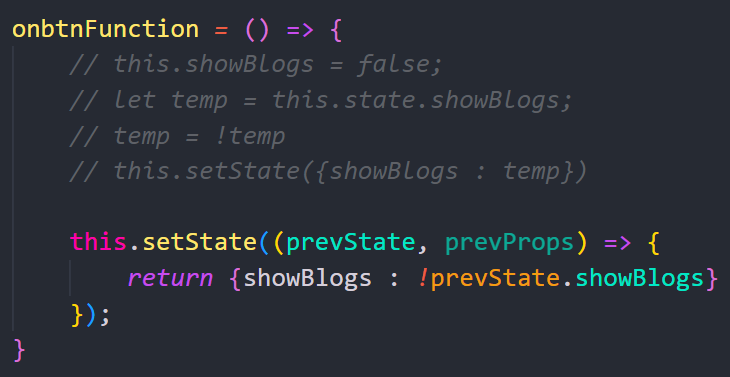 onbtnFunction = () => {
// this.showBlogs = false;
// let temp = this.state.showBlogs;
// temp = !temp
// this.setState({showBlogs : temp})
this.setState((prevState, prevProps) => {
return {showBlogs : !prevState.showBlogs}
});
}